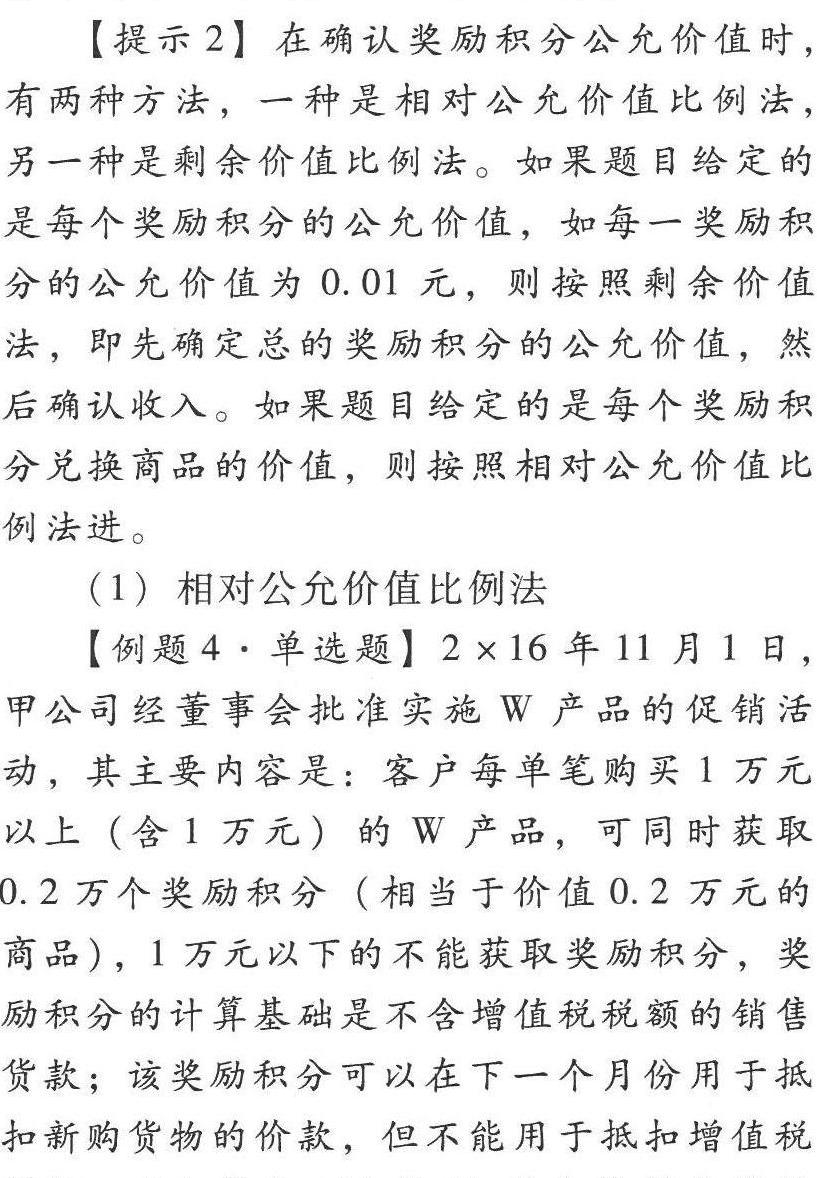 【提示2】在确认奖励积分公允价值时，
有两种方法，一种是相对公允价值比例法，
另一种是剩余价值比例法。如果题目给定的
是每个奖励积分的公允价值，如每一奖励积
分的公允价值为 0.01 元，则按照剩余价值
法，即先确定总的奖励积分的公允价值，然
后确认收入。如果题目给定的是每个奖励积
分兑换商品的价值，则按照相对公允价值比
例法进。
（1）相对公允价值比例法
【例题4·单选题】2×16 年 11 月 1 日，
甲公司经董事会批准实施 W 产品的促销活
动，其主要内容是：客户每单笔购买 1 万元
以上（含 1 万元）的 W 产品，可同时获取
0.2 万个奖励积分（相当于价值 0.2 万元的
商品），1 万元以下的不能获取奖励积分，奖
励积分的计算基础是不含增值税税额的销售
货款；该奖励积分可以在下一个月份用于抵
扣新购货物的价款，但不能用于抵扣增值税